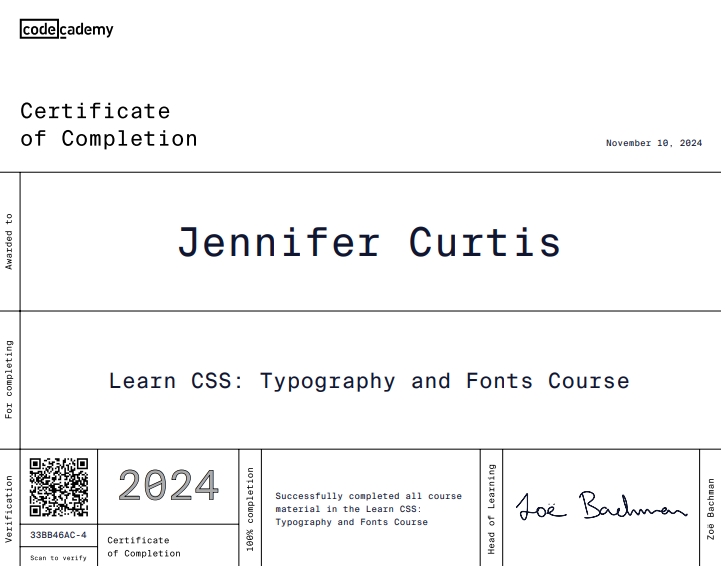 codecademy
Certificate
of Completion
November 10, 2024
Awarded to
Jennifer Curtis
For completing
Learn CSS: Typography and Fonts Course
Verification
33BB46AC-4
Scan to verify
2024
Certificate
of Completion
100% completion
Successfully completed all course
material in the Learn CSS:
Typography and Fonts Course
Head of Learning
Zoë Bachman
Zoë Bachman